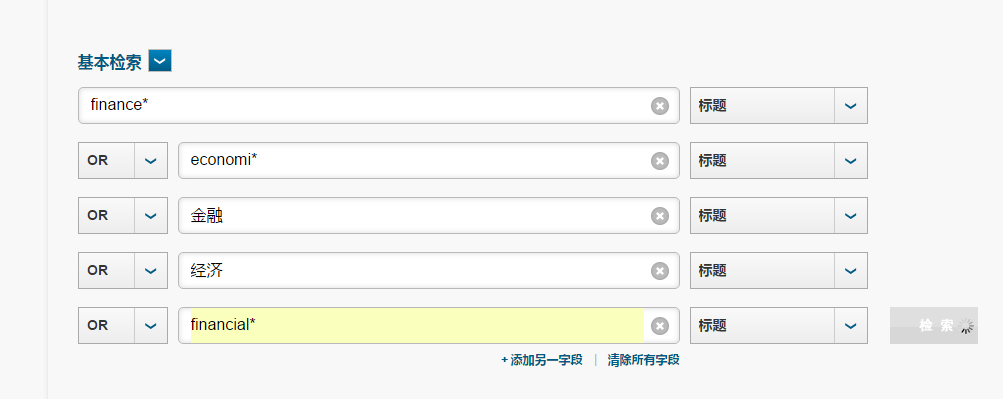 基本检索
finance* 标题
OR economi* 标题
OR 金融 标题
OR 经济 标题
OR financial* 标题 检 索
+ 添加另一字段 | 清除所有字段